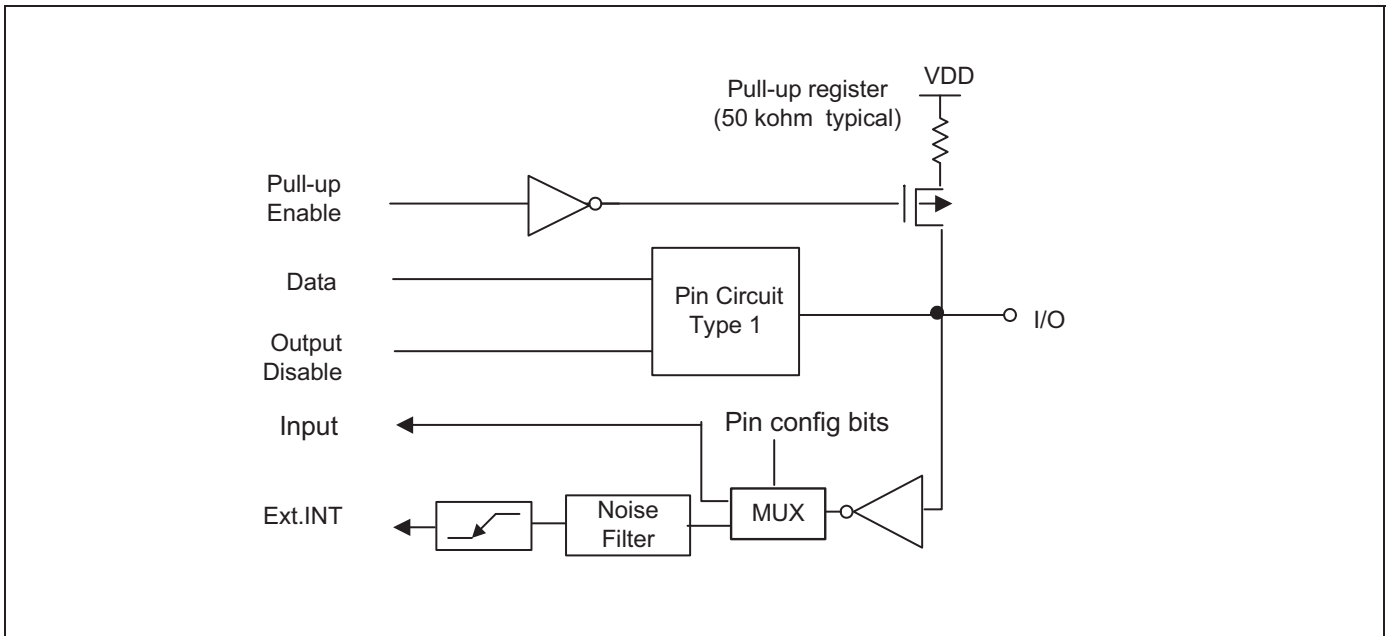 VDD
Pull-up register
(50 kohm typical)
Pull-up
Enable
Data
Pin Circuit
Type 1
I/O
Output
Disable
Input
Pin config bits
Ext.INT
Noise
Filter
MUX